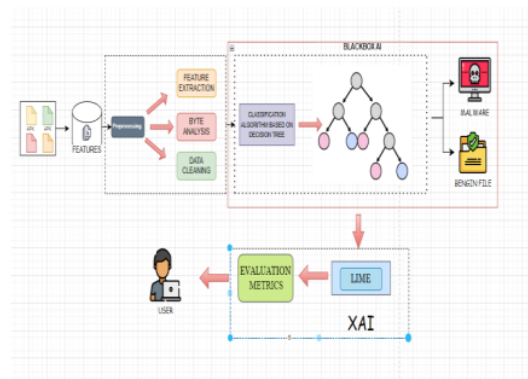 BLACKBOX AI
FEATURE
EXTRACTION
APK
APK
FEATURES
Preprocessing
BYTE
ANALYSIS
DATA
CLEANING
CLASSIFICATION
ALGORITHM BASED ON
DECISION TREE
MALWARE
BENGIN FILE
EVALUATION
METRICS
LIME
USER
XAI